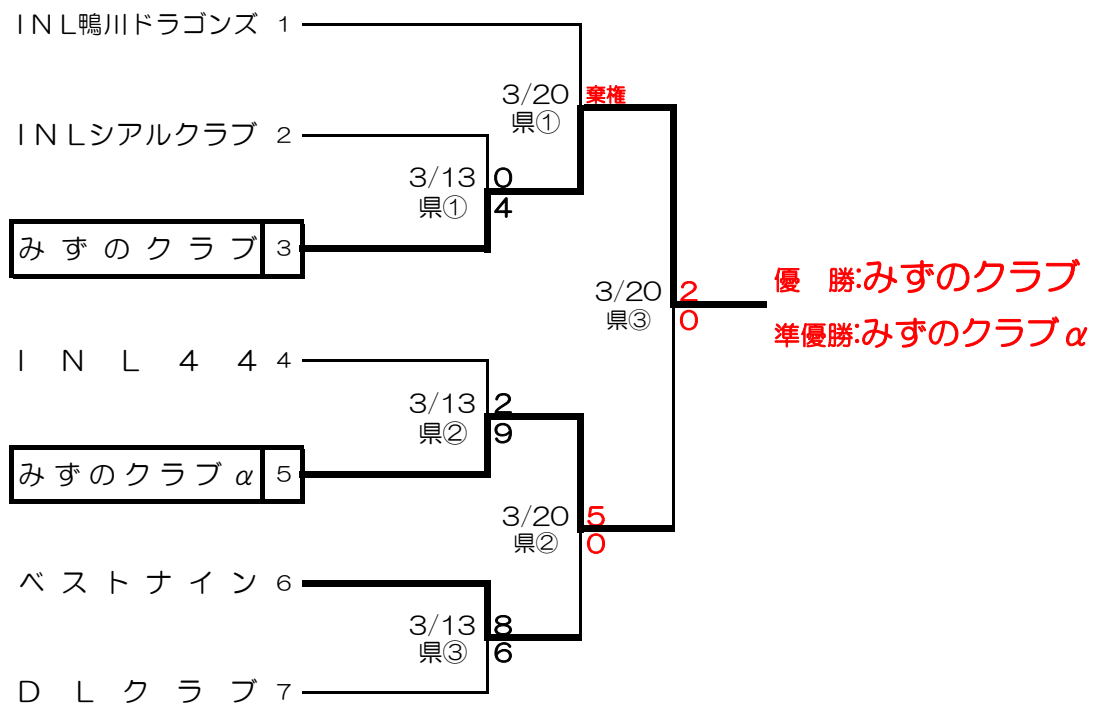 ＩＮＬ鴨川ドラゴンズ 1
3/20 棄権
県①
ＩＮＬシアルクラブ 2
3/13 0
県① 4
みずのクラブ 3
優　勝:みずのクラブ
3/20 2
県③ 0
準優勝:みずのクラブα
ＩＮＬ４４ 4
3/13 2
県② 9
みずのクラブα 5
3/20 5
県② 0
ベストナイン 6
3/13 8
県③ 6
ＤＬクラブ 7